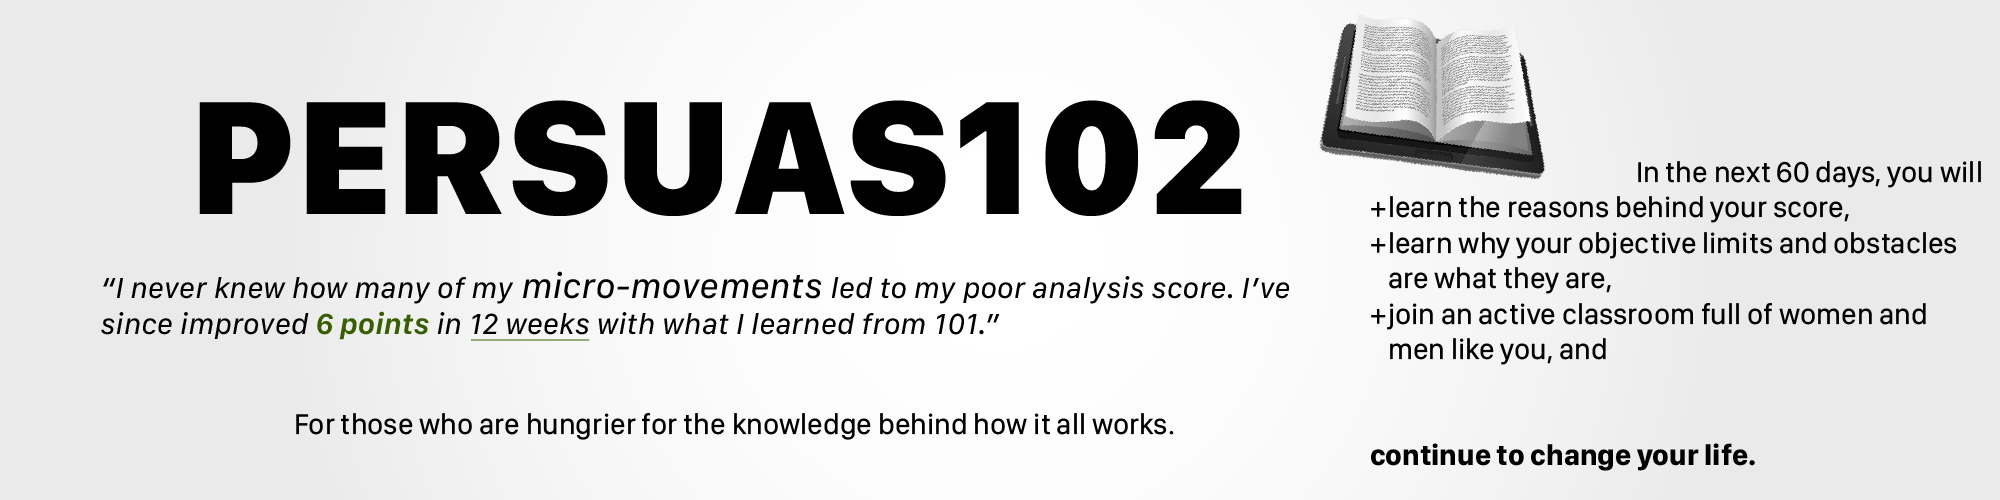 PERSUAS102
“I never knew how many of my micro-movements led to my poor analysis score. I’ve
since improved 6 points in 12 weeks with what I learned from 101.”
For those who are hungrier for the knowledge behind how it all works.
In the next 60 days, you will
+learn the reasons behind your score,
+learn why your objective limits and obstacles
are what they are,
+join an active classroom full of women and
men like you, and
continue to change your life.